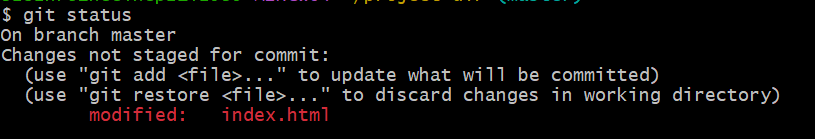 $ git status
On branch master
Changes not staged for commit:
  (use "git add <file>..." to update what will be committed)
  (use "git restore <file>..." to discard changes in working directory)
        modified:   index.html